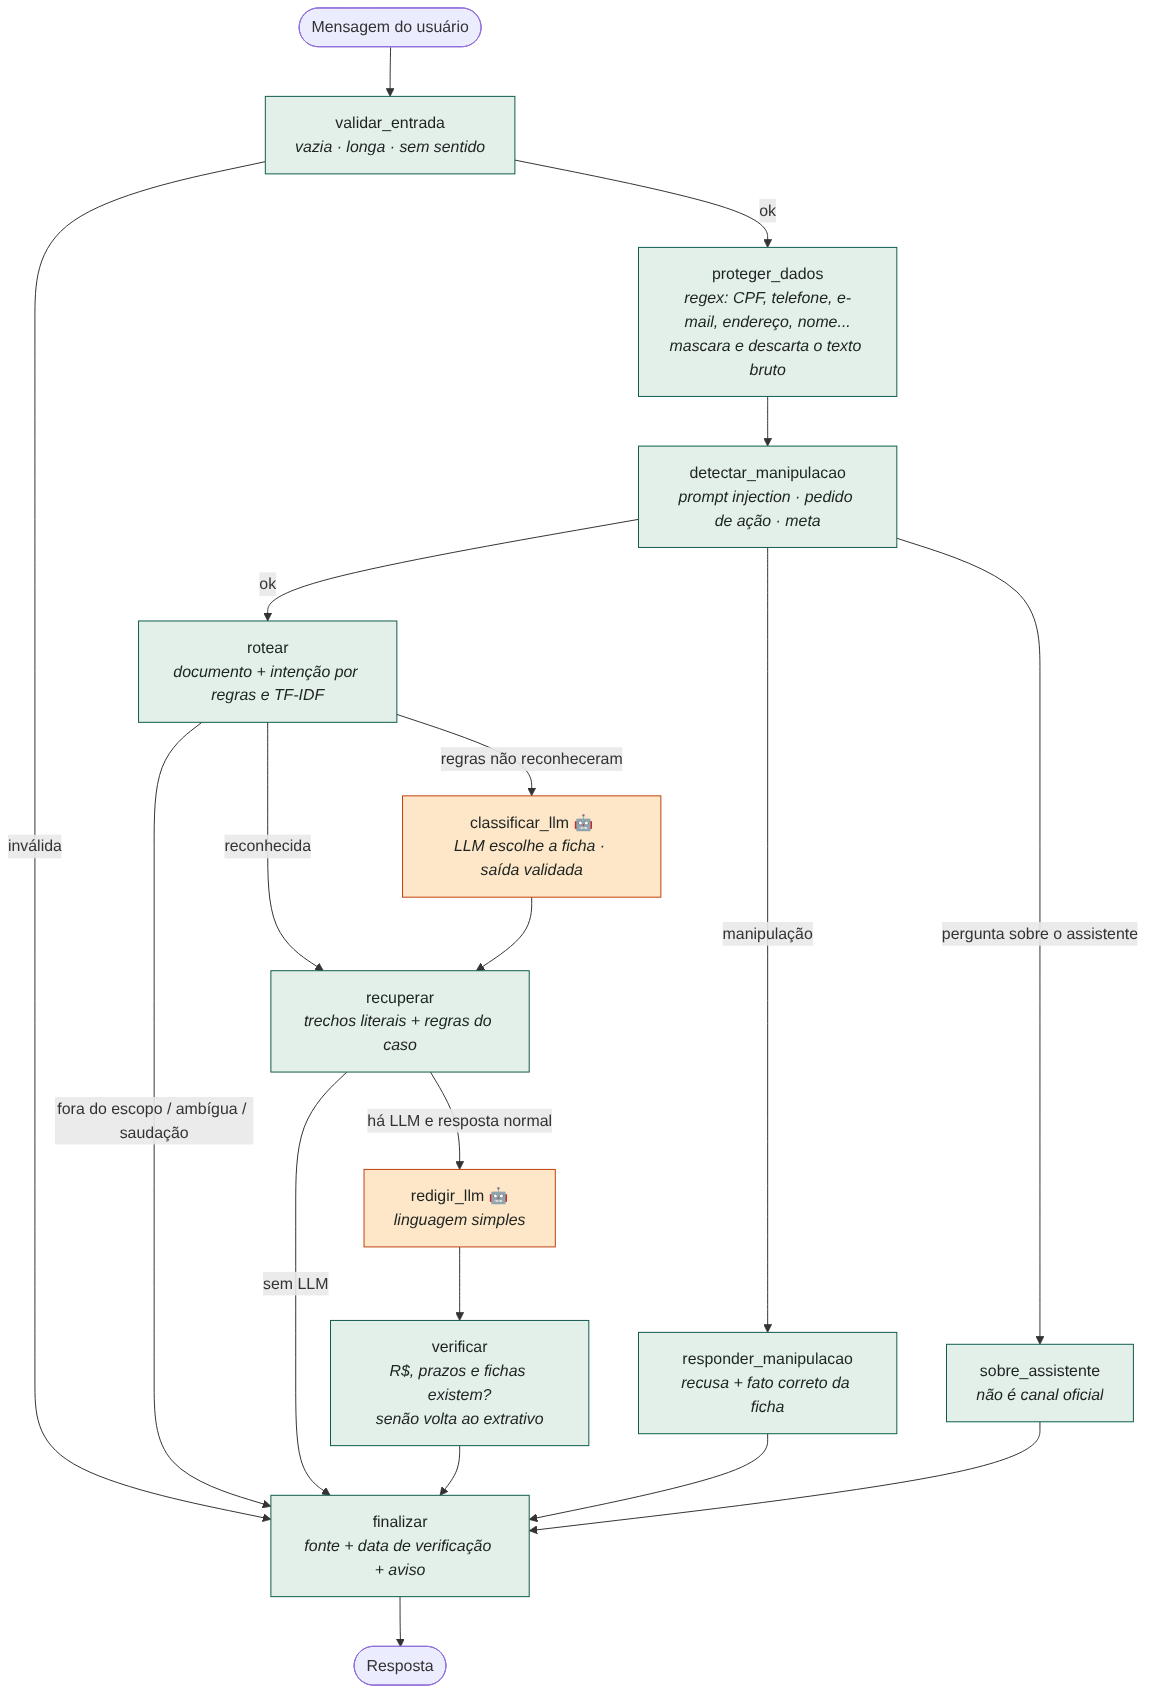 Mensagem do usuário
validar_entrada
vazia · longa · sem sentido
ok
proteger_dados
regex: CPF, telefone, e-
mail, endereço, nome...
mascara e descarta o texto
bruto
detectar_manipulacao
prompt injection · pedido
de ação · meta
ok
rotear
documento + intenção por
regras e TF-IDF
regras não reconheceram
classificar_llm 🤖
LLM escolhe a ficha ·
saída validada
inválida
reconhecida
manipulação
pergunta sobre o assistente
recuperar
trechos literais + regras do
caso
fora do escopo / ambígua /
saudação
há LLM e resposta normal
redigir_llm 🤖
linguagem simples
sem LLM
verificar
R$, prazos e fichas
existem?
senão volta ao extrativo
responder_manipulacao
recusa + fato correto da
ficha
sobre_assistente
não é canal oficial
finalizar
fonte + data de verificação
+ aviso
Resposta